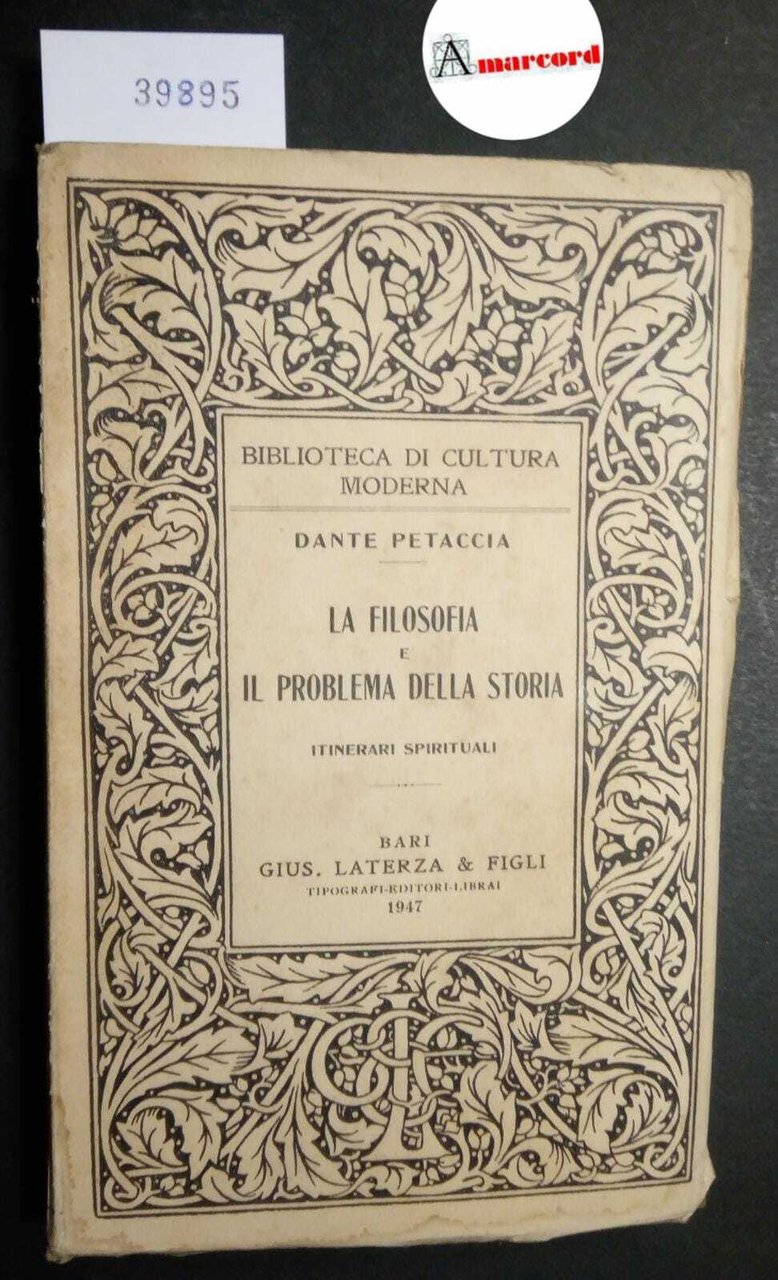 39895
Amarcord
BIBLIOTECA DI CULTURA
MODERNA
DANTE PETACCIA
LA FILOSOFIA
E
IL PROBLEMA DELLA STORIA
ITINERARI SPIRITUALI
BARI
GIUS. LATERZA & FIGLI
TIPOGRAFI-EDITORI-LIBRAI
1947